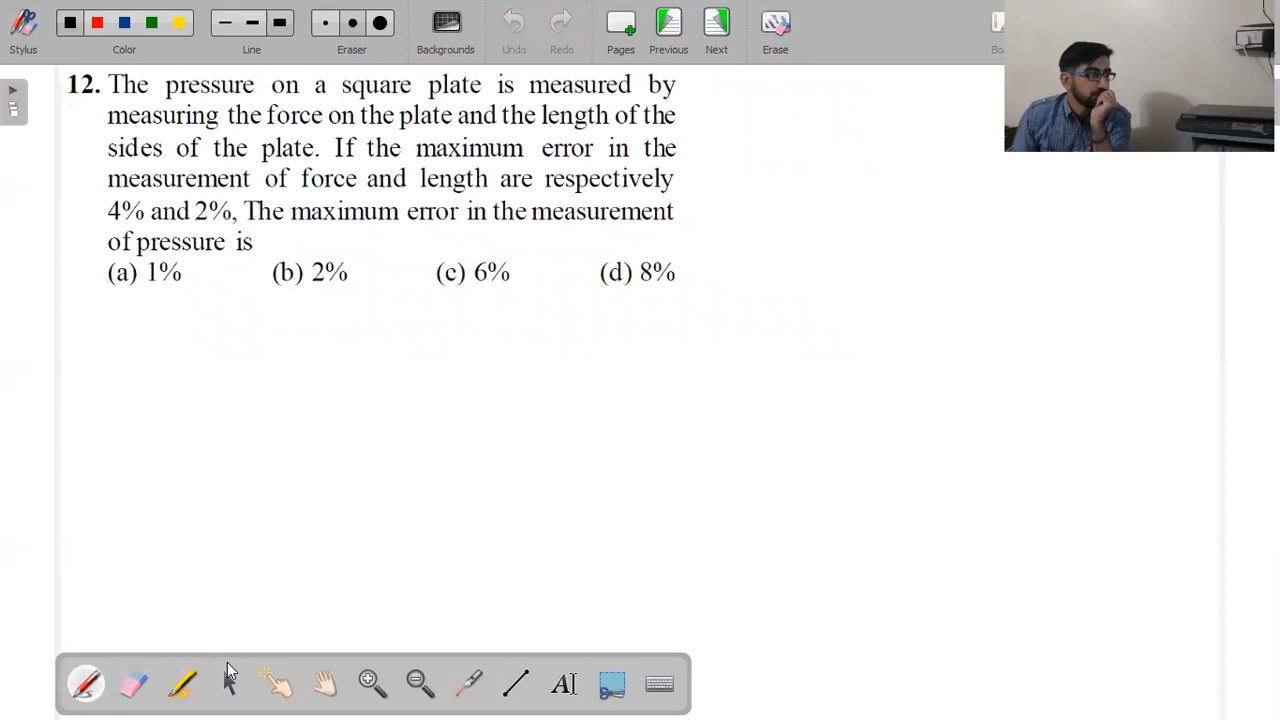 Stylus Color Line Eraser Backgrounds Undo Redo Pages Previous Next Erase
12. The pressure on a square plate is measured by
measuring the force on the plate and the length of the
sides of the plate. If the maximum error in the
measurement of force and length are respectively
4% and 2%, The maximum error in the measurement
of pressure is
(a) 1% (b) 2% (c) 6% (d) 8%
AI